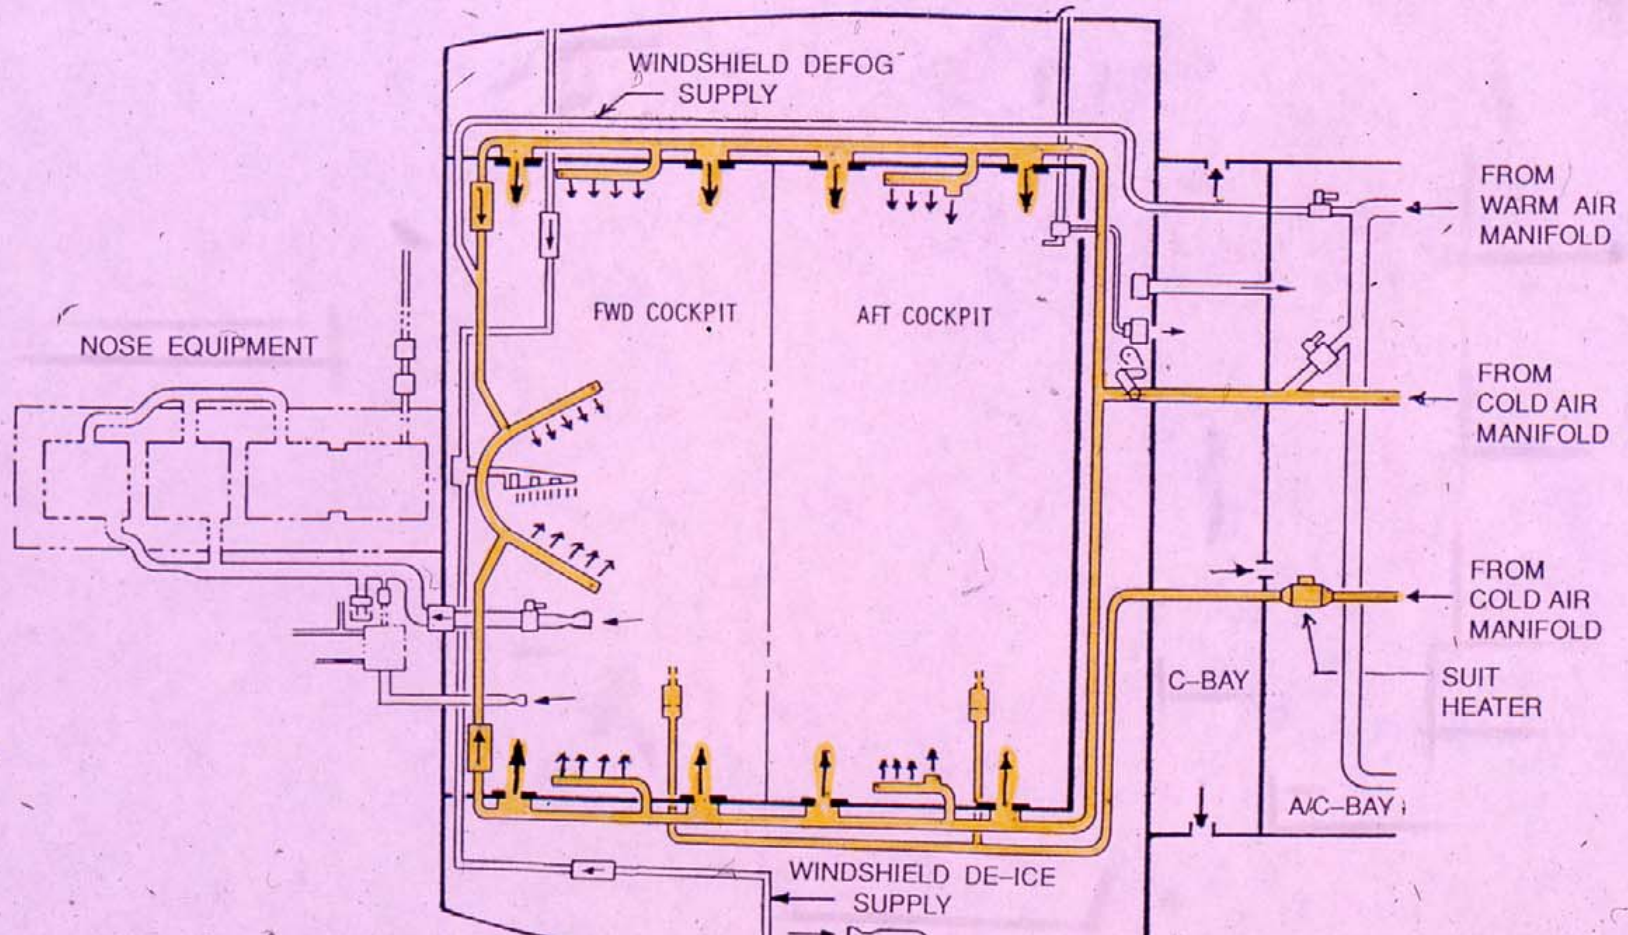 WINDSHIELD DEFOG
SUPPLY
FROM
WARM AIR
MANIFOLD
FWD COCKPIT
AFT COCKPIT
NOSE EQUIPMENT
FROM
COLD AIR
MANIFOLD
FROM
COLD AIR
MANIFOLD
C-BAY
SUIT
HEATER
A/C-BAY
WINDSHIELD DE-ICE
SUPPLY